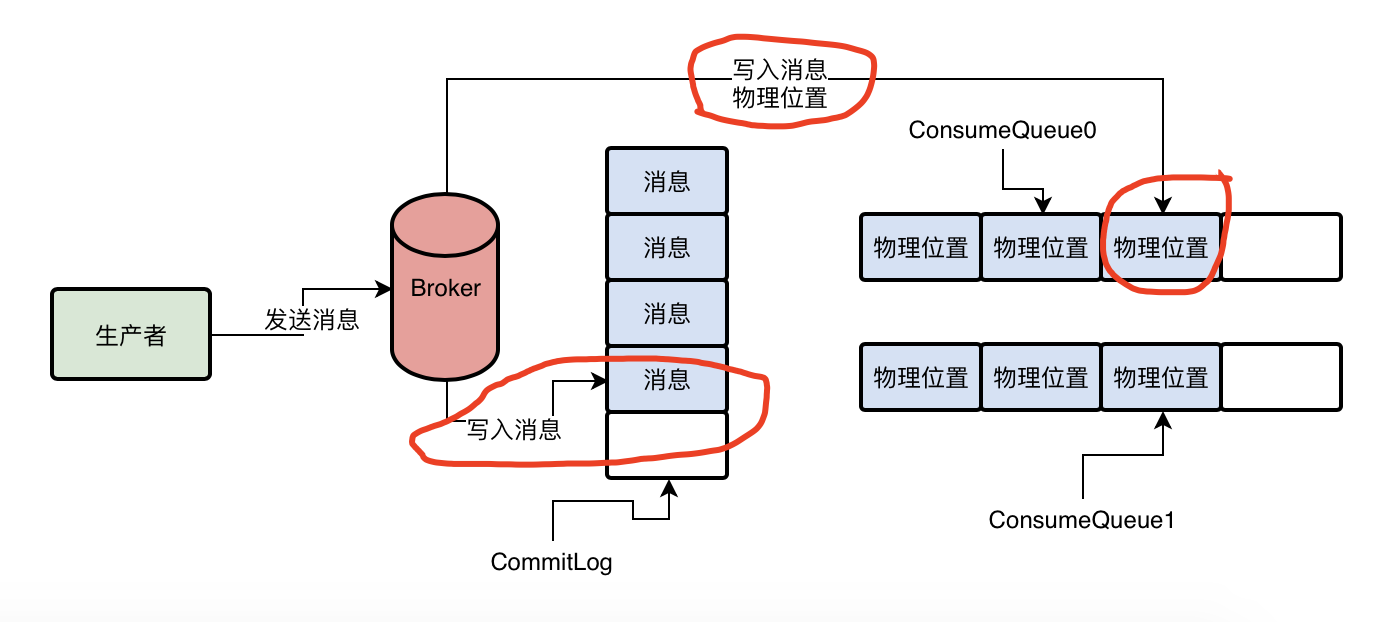 写入消息
物理位置
ConsumeQueue0
消息
消息
消息
消息
物理位置
物理位置
物理位置
Broker
生产者
发送消息
物理位置
物理位置
物理位置
写入消息
ConsumeQueue1
CommitLog